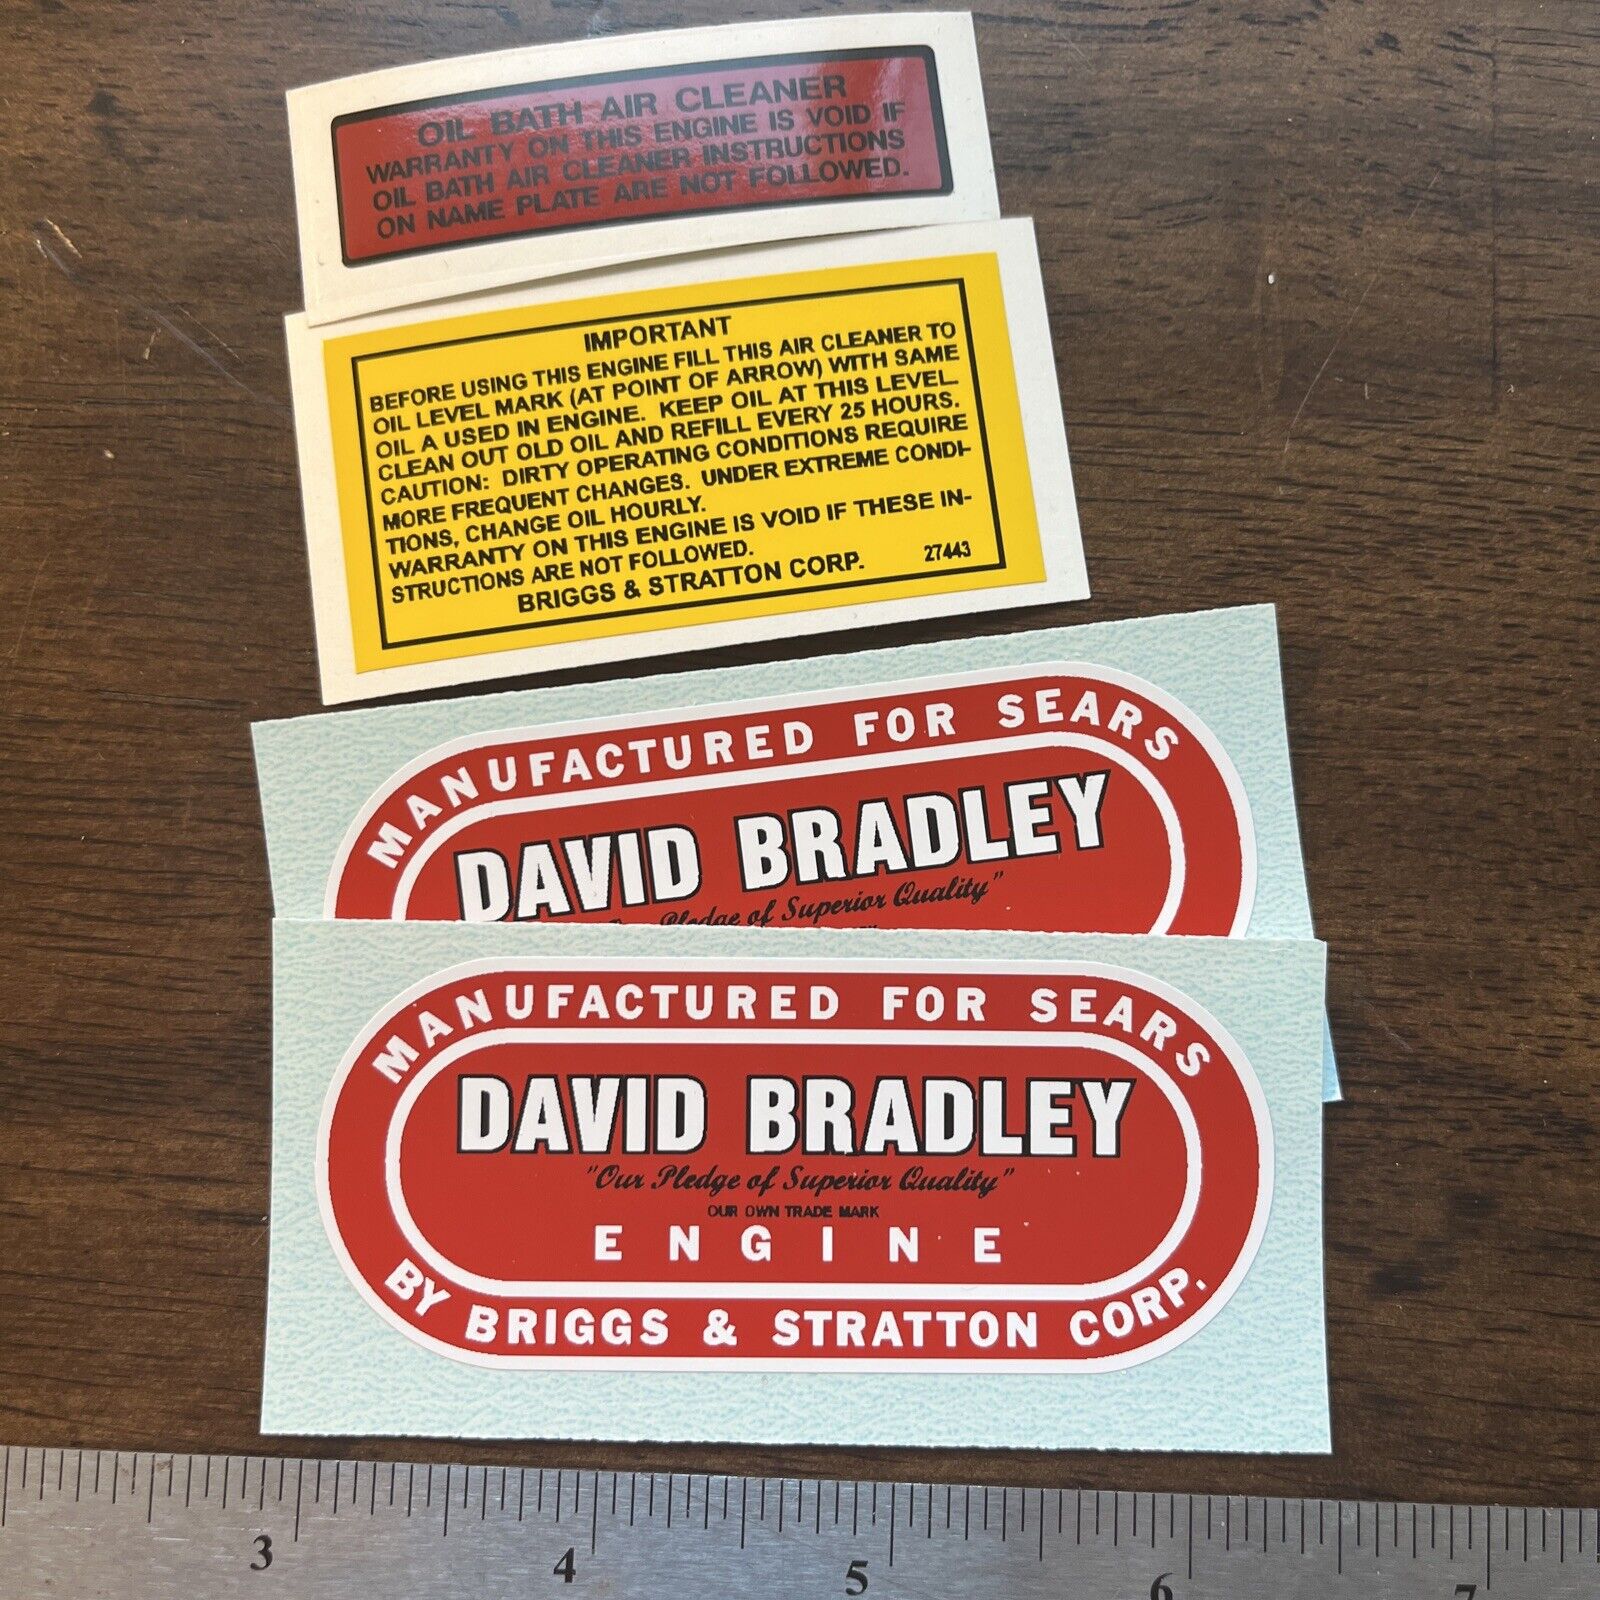 OIL BATH AIR CLEANER
WARRANTY ON THIS ENGINE IS VOID IF
OIL BATH AIR CLEANER INSTRUCTIONS
ON NAME PLATE ARE NOT FOLLOWED.
IMPORTANT
BEFORE USING THIS ENGINE FILL THIS AIR CLEANER TO
OIL LEVEL MARK (AT POINT OF ARROW) WITH SAME
OIL A USED IN ENGINE. KEEP OIL AT THIS LEVEL.
CLEAN OUT OLD OIL AND REFILL EVERY 25 HOURS.
CAUTION: DIRTY OPERATING CONDITIONS REQUIRE
MORE FREQUENT CHANGES. UNDER EXTREME CONDI-
TIONS, CHANGE OIL HOURLY.
WARRANTY ON THIS ENGINE IS VOID IF THESE IN-
STRUCTIONS ARE NOT FOLLOWED.
BRIGGS & STRATTON CORP. 27443
MANUFACTURED FOR SEARS
DAVID BRADLEY
Pledge of Superior Quality"
MANUFACTURED FOR SEARS
DAVID BRADLEY
"Our Pledge of Superior Quality"
OUR OWN TRADE MARK
ENGINE
BY BRIGGS & STRATTON CORP.
3 4 5 6 7